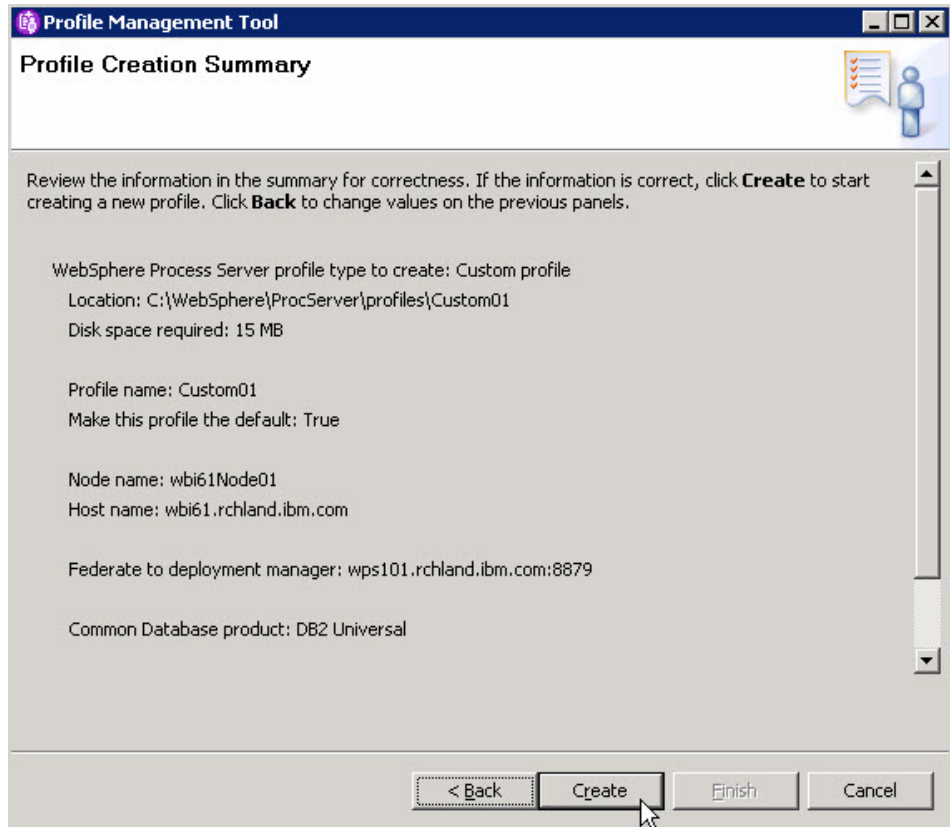 Profile Management Tool
Profile Creation Summary
Review the information in the summary for correctness. If the information is correct, click Create to start
creating a new profile. Click Back to change values on the previous panels.
WebSphere Process Server profile type to create: Custom profile
Location: C:\WebSphere\ProcServer\profiles\Custom01
Disk space required: 15 MB
Profile name: Custom01
Make this profile the default: True
Node name: wbi61Node01
Host name: wbi61.rchland.ibm.com
Federate to deployment manager: wps101.rchland.ibm.com:8879
Common Database product: DB2 Universal
< Back Create Finish Cancel